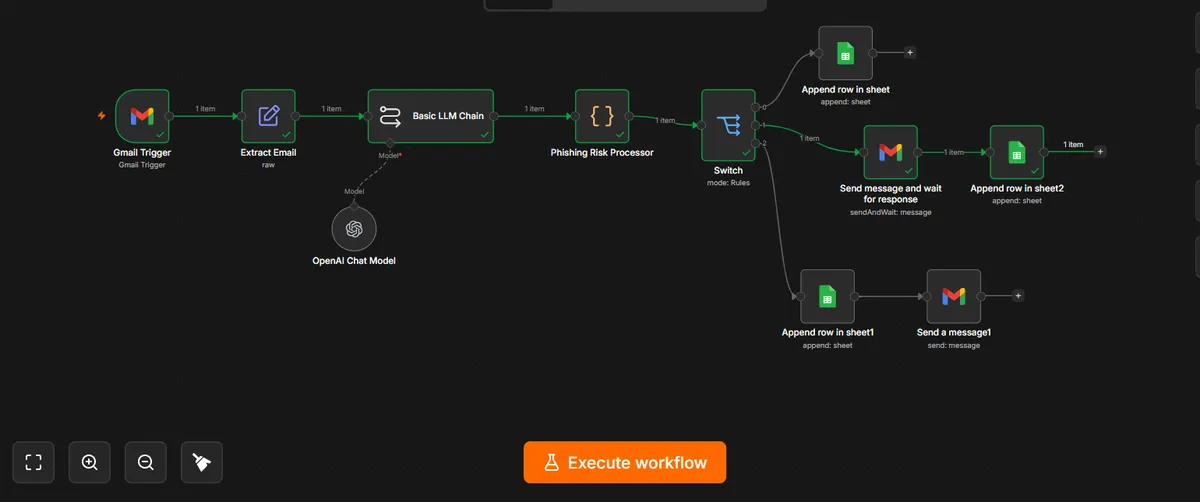 Append row in sheet
append: sheet
0
1 item
1 item
Basic LLM Chain
1 item
1 item
1
1 item
1 item
1 item
2
Gmail Trigger
Gmail Trigger
Extract Email
raw
Model*
Phishing Risk Processor
Switch
mode: Rules
Send message and wait
for response
sendAndWait: message
Append row in sheet2
append: sheet
Model
OpenAI Chat Model
Append row in sheet1
append: sheet
Send a message1
send: message
Execute workflow